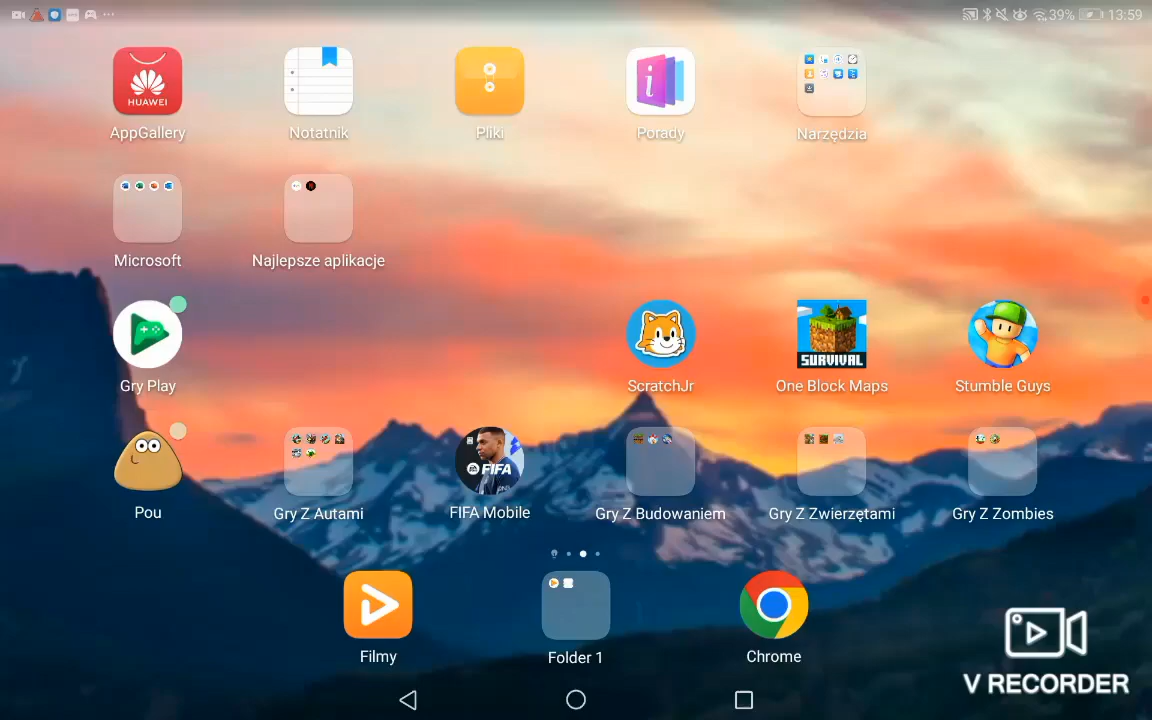 39% 13:59
HUAWEI
AppGallery Notatnik Pliki Porady Narzędzia
Microsoft Najlepsze aplikacje
SURVIVAL
Gry Play ScratchJr One Block Maps Stumble Guys
FIFA
Pou Gry Z Autami FIFA Mobile Gry Z Budowaniem Gry Z Zwierzętami Gry Z Zombies
Filmy Folder 1 Chrome
V RECORDER